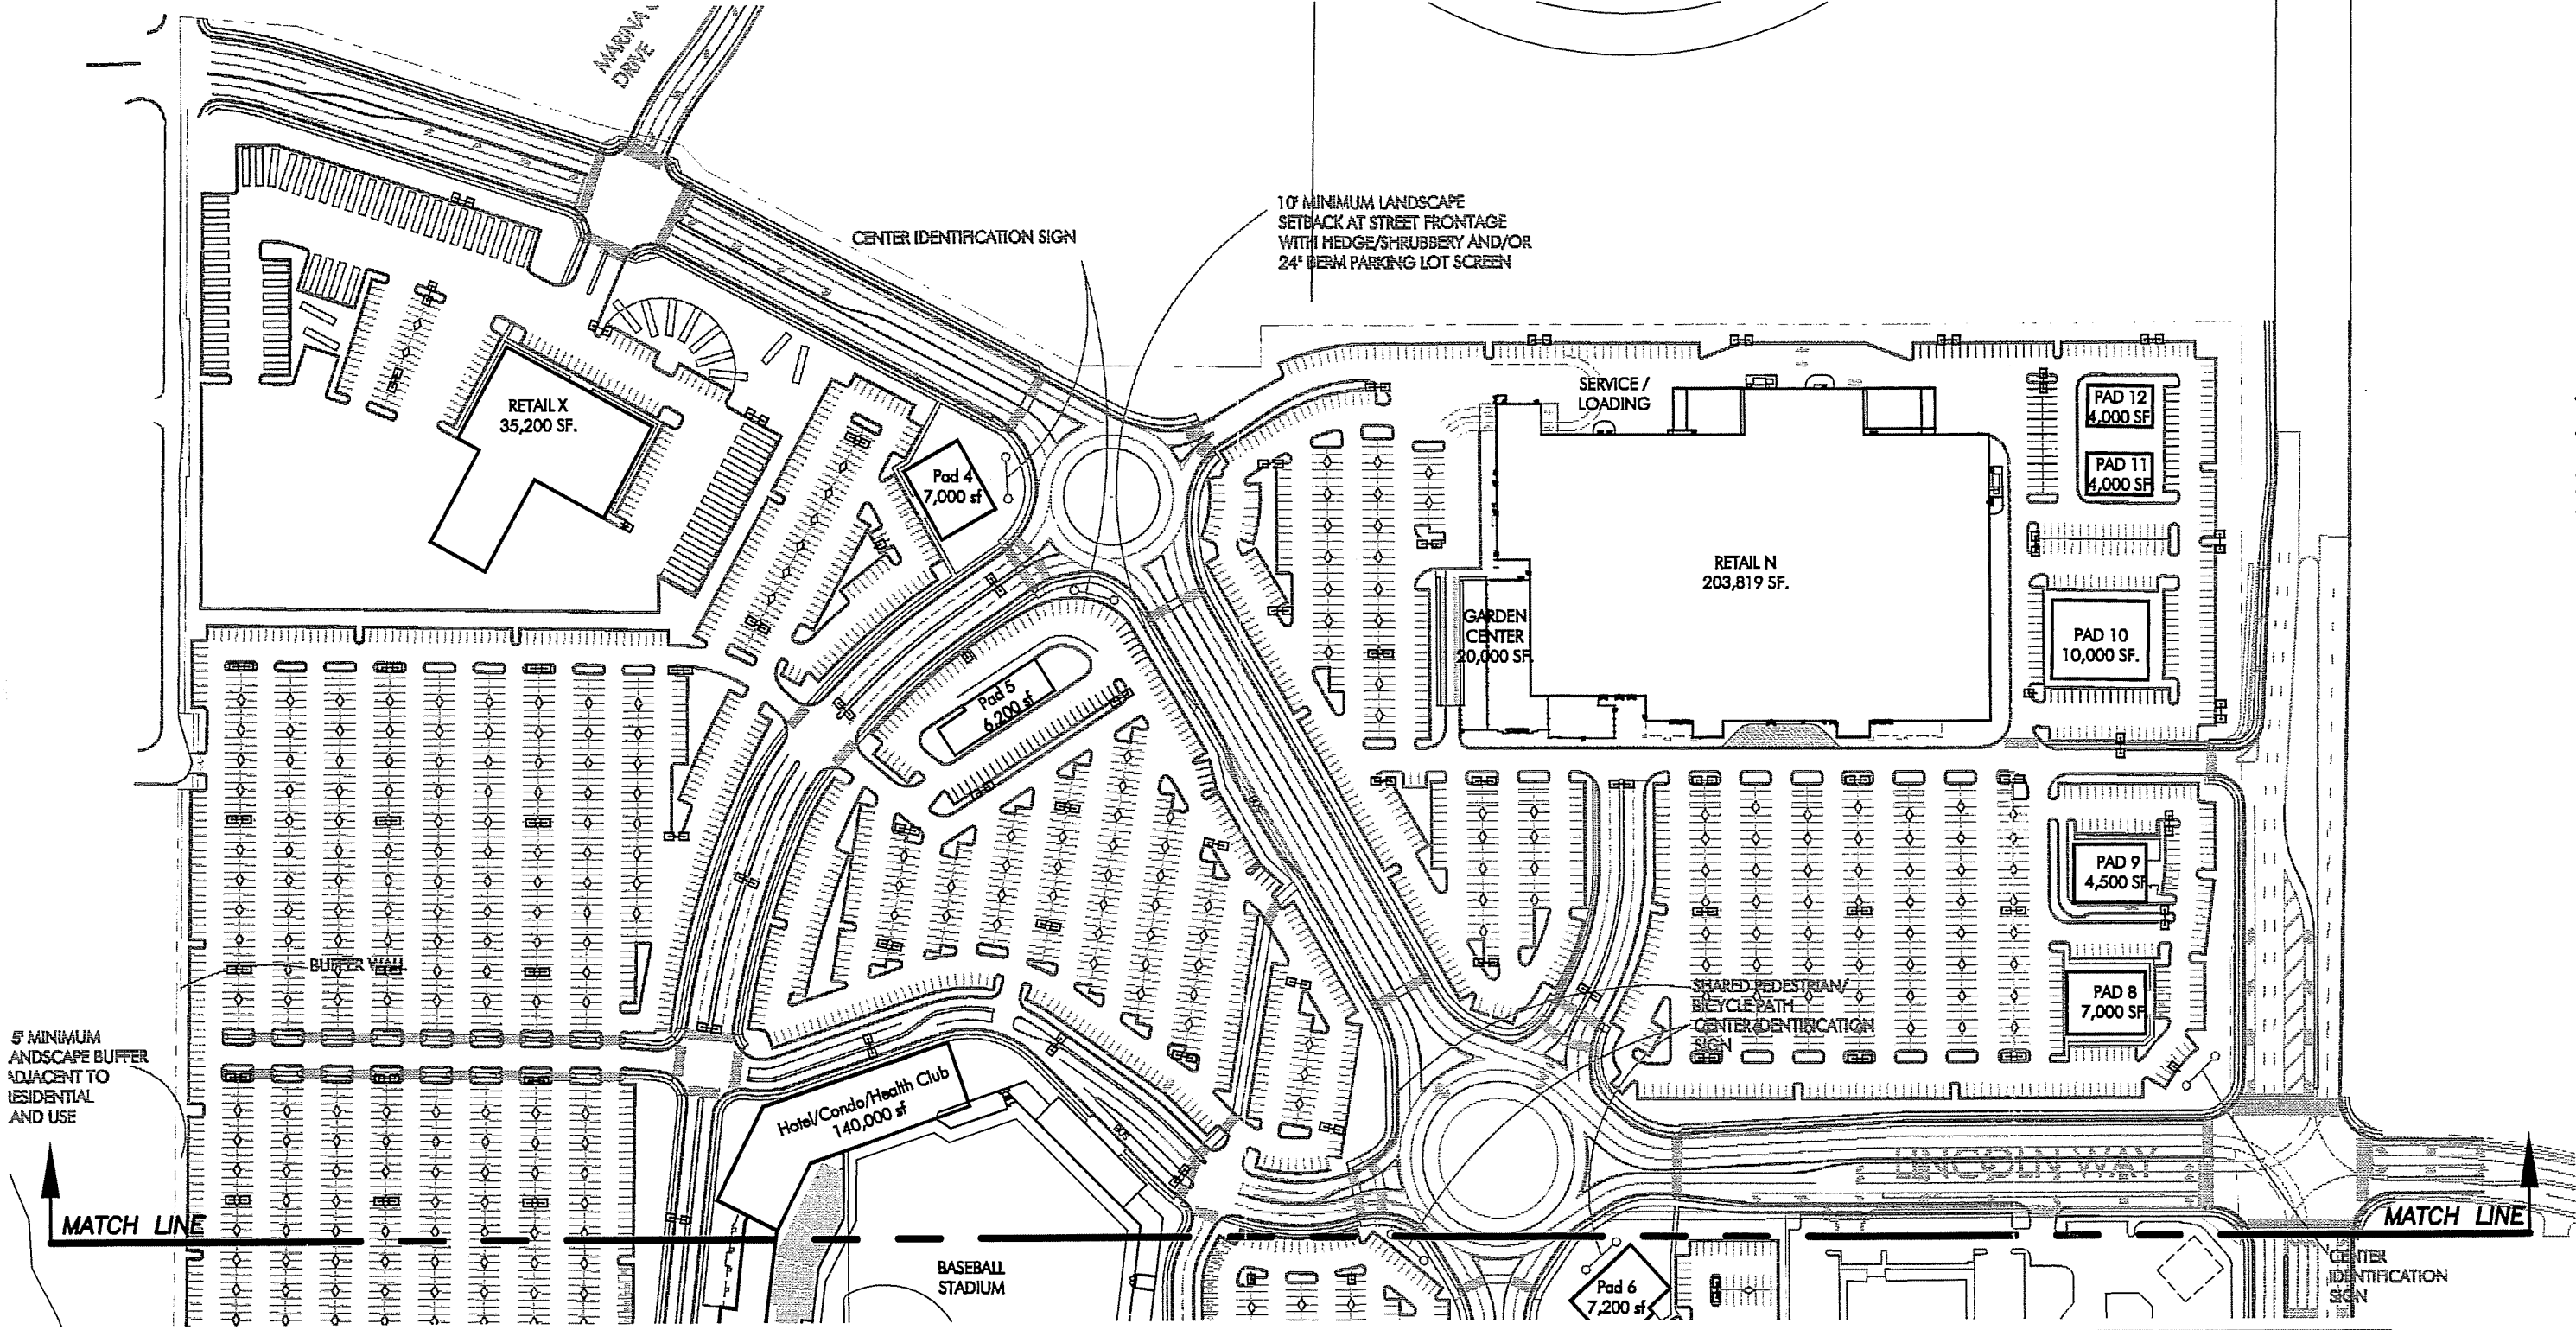 MARINA
DRIVE
CENTER IDENTIFICATION SIGN
10' MINIMUM LANDSCAPE
SETBACK AT STREET FRONTAGE
WITH HEDGE/SHRUBBERY AND/OR
24" BERM PARKING LOT SCREEN
RETAIL X
35,200 SF.
Pad 4
7,000 sf
SERVICE /
LOADING
PAD 12
4,000 SF
PAD 11
4,000 SF
RETAIL N
203,819 SF.
GARDEN
CENTER
20,000 SF.
PAD 10
10,000 SF.
Pad 5
6,200 sf
BUS
PAD 9
4,500 SF
BUFFER WALL
SHARED PEDESTRIAN/
BICYCLE PATH
CENTER IDENTIFICATION
SIGN
PAD 8
7,000 SF
5' MINIMUM
ANDSCAPE BUFFER
ADJACENT TO
ESIDENTIAL
AND USE
Hotel/Condo/Health Club
140,000 sf
BUS
LINCOLN WAY
MATCH LINE
MATCH LINE
BASEBALL
STADIUM
Pad 6
7,200 sf
CENTER
IDENTIFICATION
SIGN